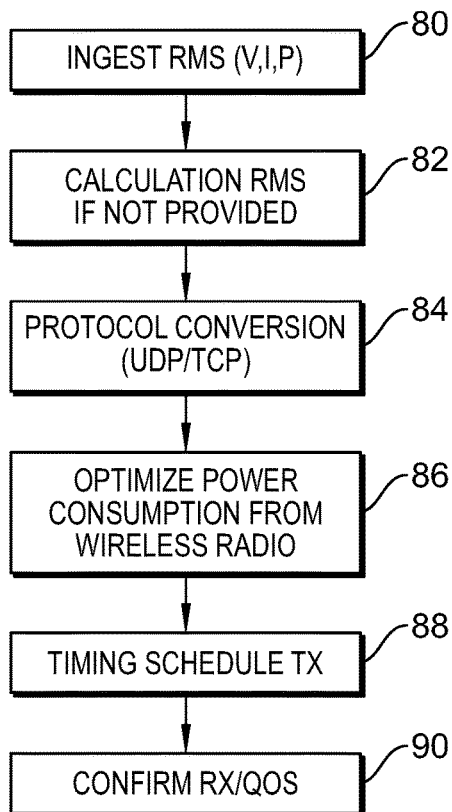 80
INGEST RMS (V,I,P)
82
CALCULATION RMS
IF NOT PROVIDED
84
PROTOCOL CONVERSION
(UDP/TCP)
86
OPTIMIZE POWER
CONSUMPTION FROM
WIRELESS RADIO
88
TIMING SCHEDULE TX
90
CONFIRM RX/QOS